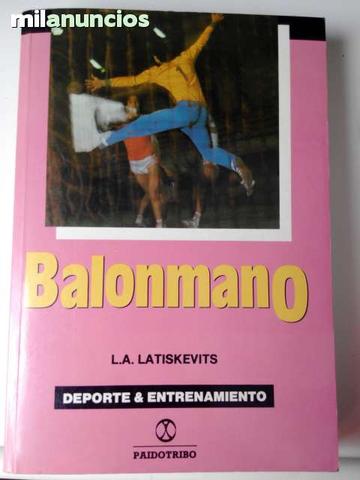 milanuncios
Balonmano
L.A. LATISKEVITS
DEPORTE & ENTRENAMIENTO
PAIDOTRIBO